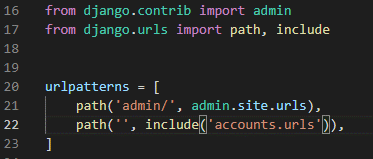 16 from django.contrib import admin
17 from django.urls import path, include
18
19
20 urlpatterns = [
21     path('admin/', admin.site.urls),
22     path('', include('accounts.urls')),
23 ]